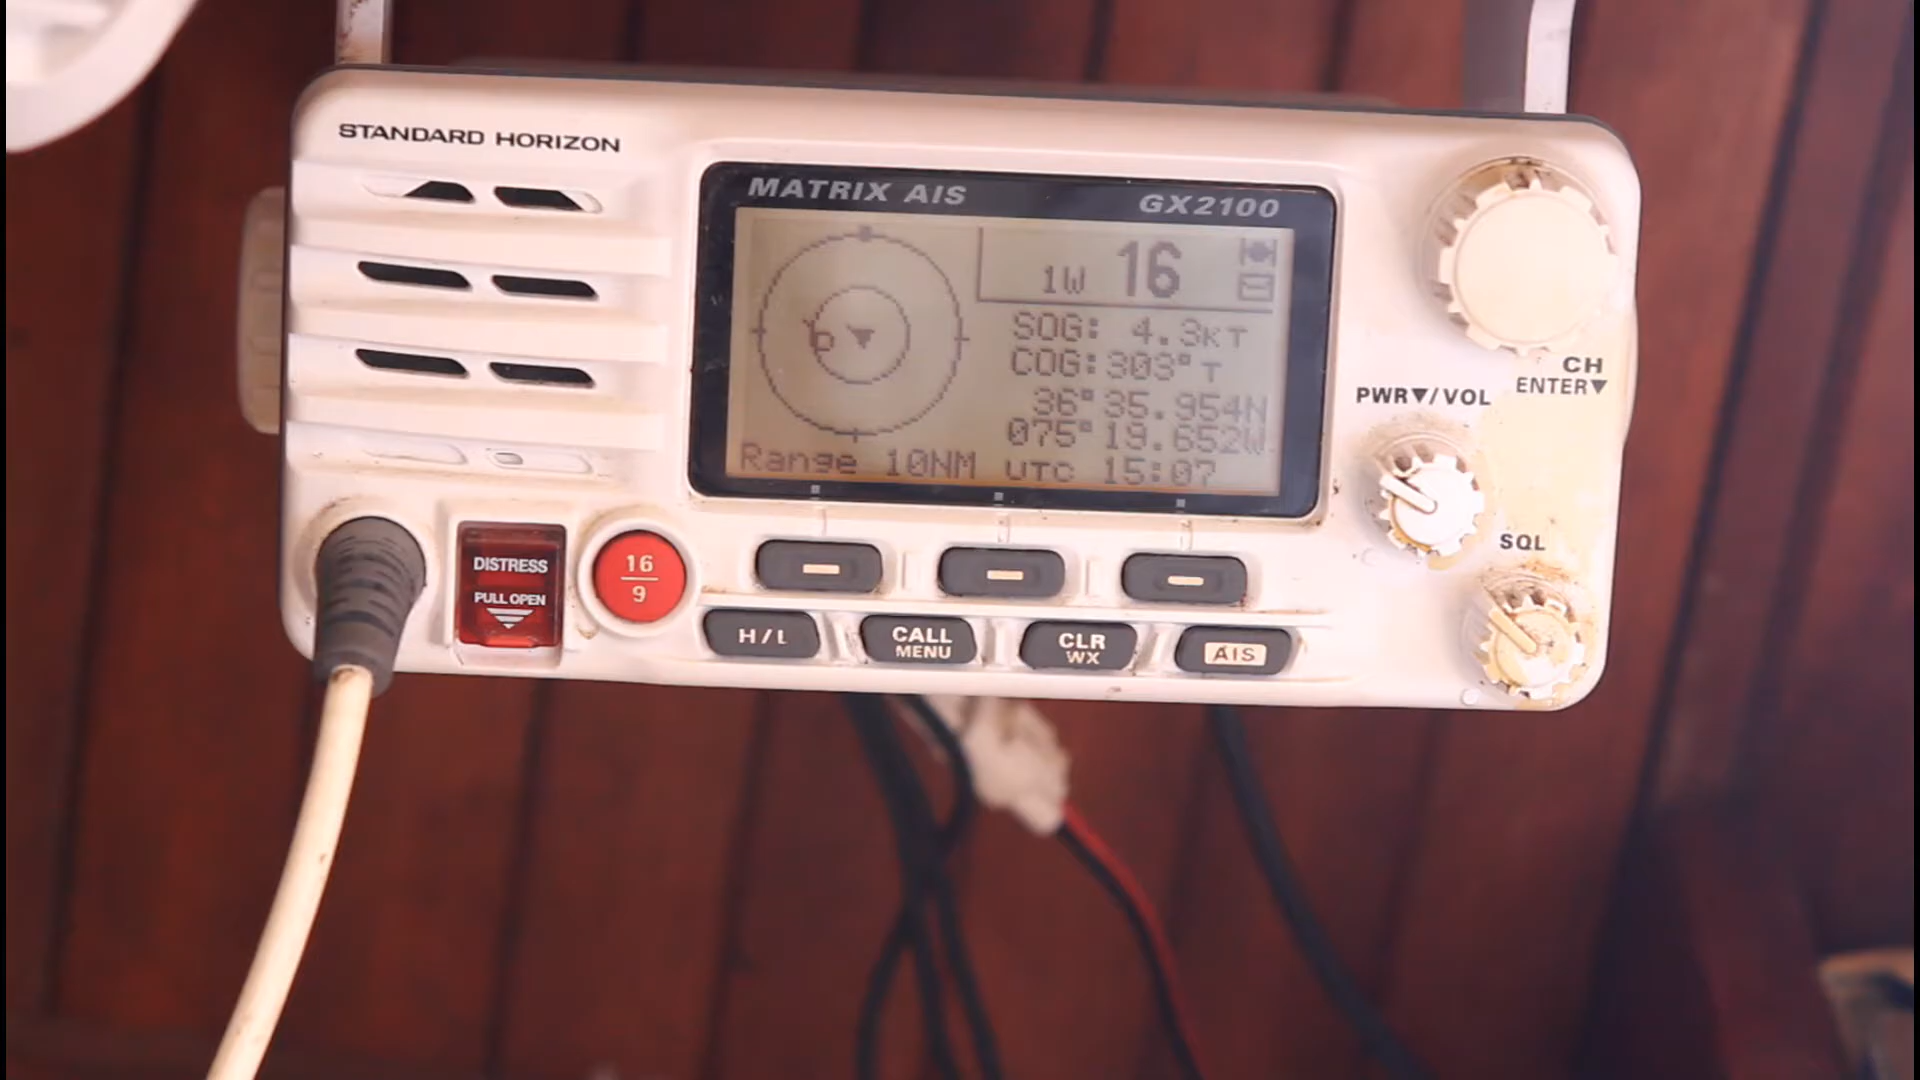 STANDARD HORIZON
MATRIX AIS GX2100
1W 16
SOG: 4.3KT
COG:303°T
36°35.954N
075°19.652W
Range 10NM UTC 15:07
CH
ENTER▼
PWR▼/VOL
SQL
DISTRESS
PULL OPEN
16
9
H/L
CALL
MENU
CLR
WX
AIS